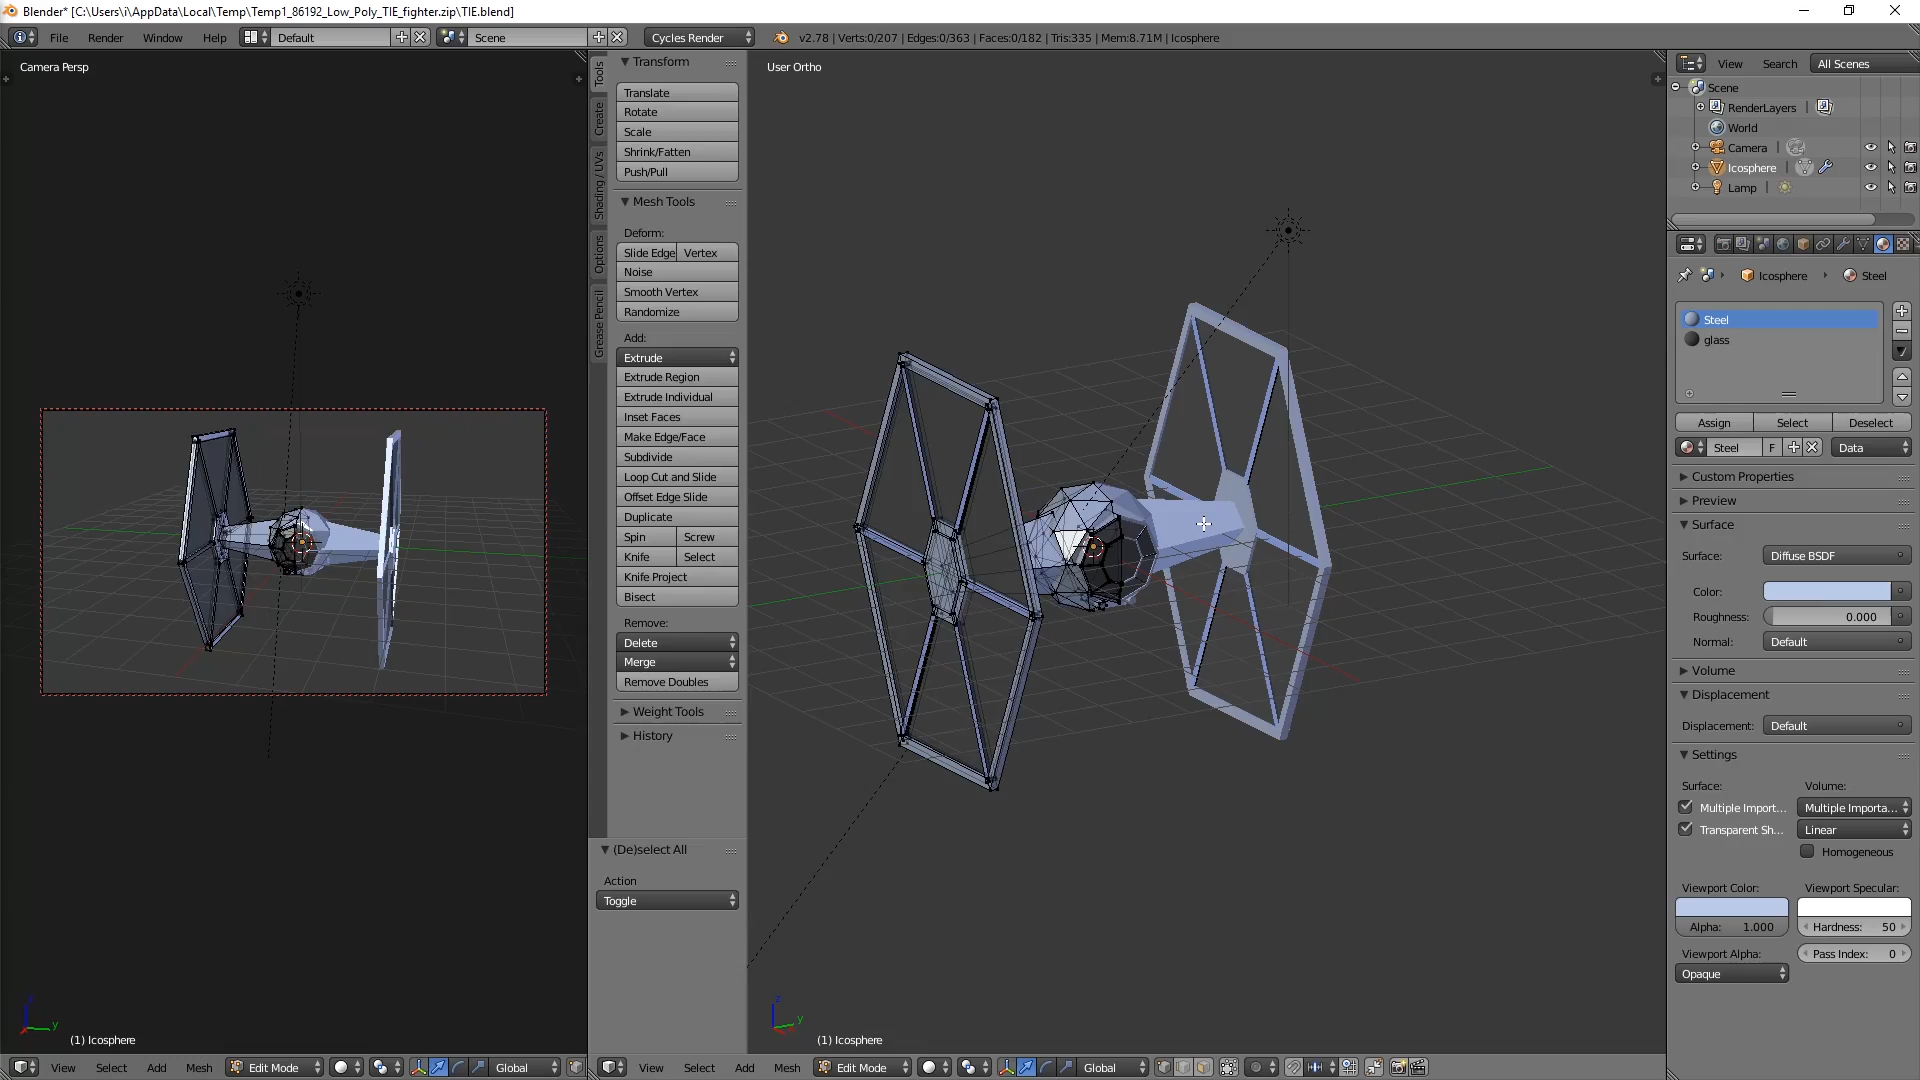 Blender* [C:\Users\i\AppData\Local\Temp\Temp1_86192_Low_Poly_TIE_fighter.zip\TIE.blend]
File Render Window Help Default Scene Cycles Render v2.78 | Verts:0/207 | Edges:0/363 | Faces:0/182 | Tris:335 | Mem:8.71M | Icosphere
Camera Persp
(1) Icosphere
View Select Add Mesh Edit Mode Global
Tools
Create
Shading / UVs
Options
Grease Pencil
Transform
Translate
Rotate
Scale
Shrink/Fatten
Push/Pull
Mesh Tools
Deform:
Slide Edge Vertex
Noise
Smooth Vertex
Randomize
Add:
Extrude
Extrude Region
Extrude Individual
Inset Faces
Make Edge/Face
Subdivide
Loop Cut and Slide
Offset Edge Slide
Duplicate
Spin Screw
Knife Select
Knife Project
Bisect
Remove:
Delete
Merge
Remove Doubles
Weight Tools
History
(De)select All
Action
Toggle
User Ortho
(1) Icosphere
View Select Add Mesh Edit Mode Global
View Search All Scenes
Scene
RenderLayers
World
Camera
Icosphere
Lamp
Icosphere Steel
Steel
glass
Assign Select Deselect
Steel F Data
Custom Properties
Preview
Surface
Surface: Diffuse BSDF
Color:
Roughness: 0.000
Normal: Default
Volume
Displacement
Displacement: Default
Settings
Surface: Volume:
Multiple Import... Multiple Importa...
Transparent Sh... Linear
Homogeneous
Viewport Color: Viewport Specular:
Alpha: 1.000 Hardness: 50
Viewport Alpha: Pass Index: 0
Opaque
z
y
z
y